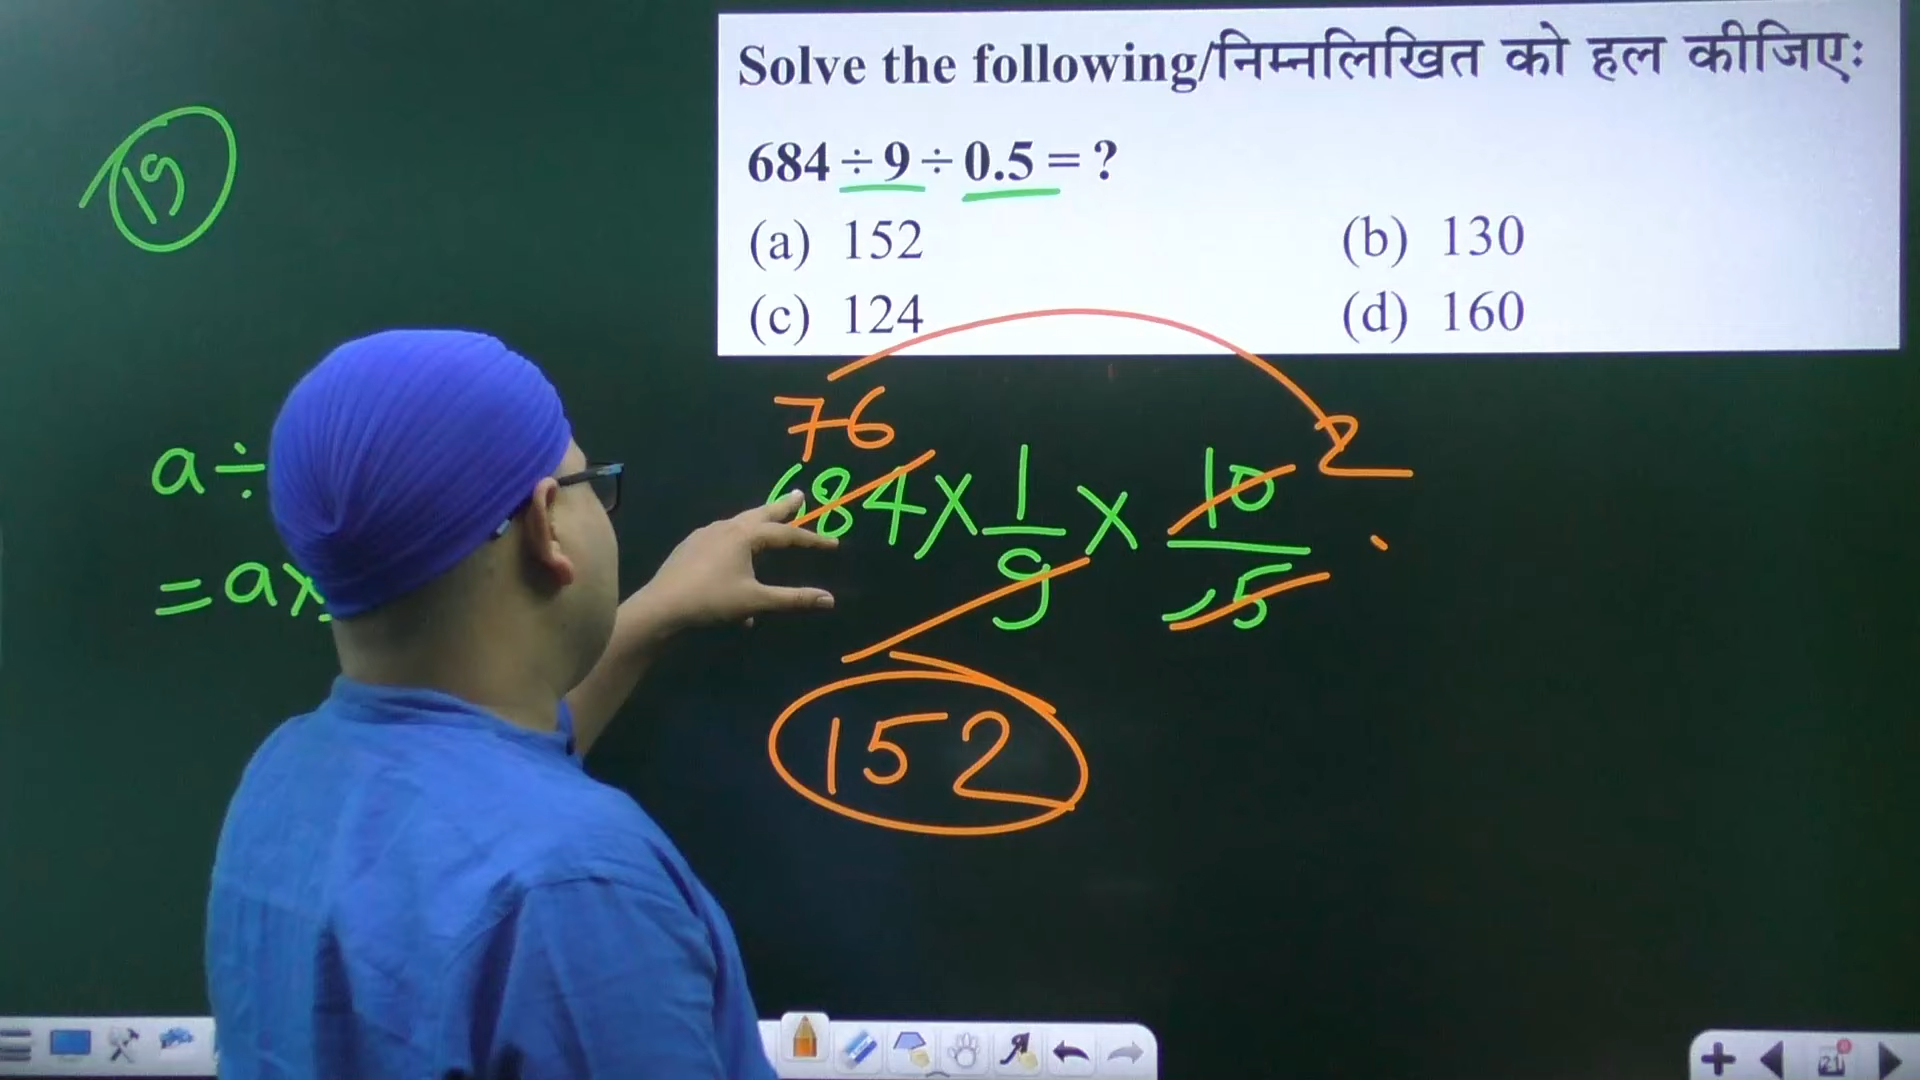 Solve the following/निम्नलिखित को हल कीजिएः
684 ÷ 9 ÷ 0.5 = ?
(a) 152 (b) 130
(c) 124 (d) 160
19
a ÷
= a ×
76 2
684 × 1/9 × 10/5
152
21